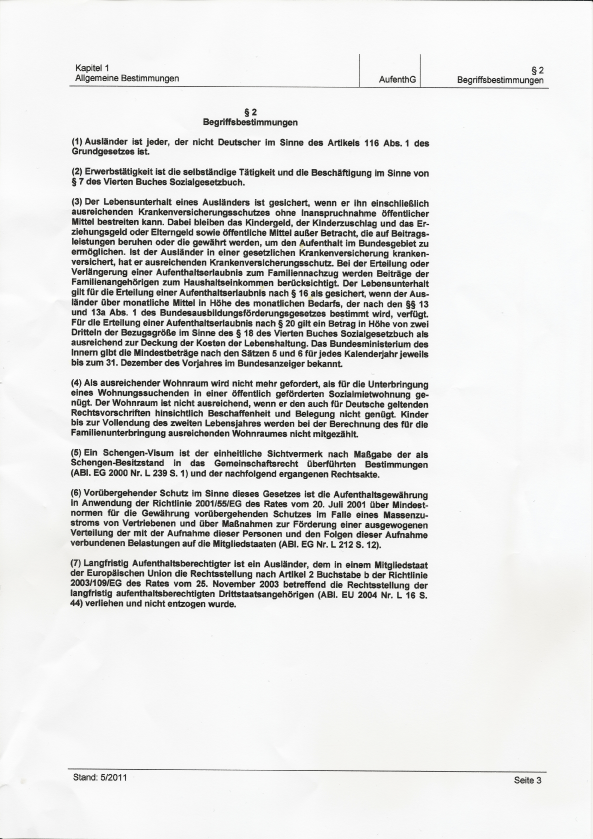 Kapitel 1
Allgemeine Bestimmungen
AufenthG
§ 2
Begriffsbestimmungen
§ 2
Begriffsbestimmungen
(1) Ausländer ist jeder, der nicht Deutscher im Sinne des Artikels 116 Abs. 1 des
Grundgesetzes ist.
(2) Erwerbstätigkeit ist die selbständige Tätigkeit und die Beschäftigung im Sinne von
§ 7 des Vierten Buches Sozialgesetzbuch.
(3) Der Lebensunterhalt eines Ausländers ist gesichert, wenn er ihn einschließlich
ausreichenden Krankenversicherungsschutzes ohne Inanspruchnahme öffentlicher
Mittel bestreiten kann. Dabei bleiben das Kindergeld, der Kinderzuschlag und das Er-
ziehungsgeld oder Elterngeld sowie öffentliche Mittel außer Betracht, die auf Beitrags-
leistungen beruhen oder die gewährt werden, um den Aufenthalt im Bundesgebiet zu
ermöglichen. Ist der Ausländer in einer gesetzlichen Krankenversicherung kranken-
versichert, hat er ausreichenden Krankenversicherungsschutz. Bei der Erteilung oder
Verlängerung einer Aufenthaltserlaubnis zum Familiennachzug werden Beiträge der
Familienangehörigen zum Haushaltseinkommen berücksichtigt. Der Lebensunterhalt
gilt für die Erteilung einer Aufenthaltserlaubnis nach § 16 als gesichert, wenn der Aus-
länder über monatliche Mittel in Höhe des monatlichen Bedarfs, der nach den §§ 13
und 13a Abs. 1 des Bundesausbildungsförderungsgesetzes bestimmt wird, verfügt.
Für die Erteilung einer Aufenthaltserlaubnis nach § 20 gilt ein Betrag in Höhe von zwei
Dritteln der Bezugsgröße im Sinne des § 18 des Vierten Buches Sozialgesetzbuch als
ausreichend zur Deckung der Kosten der Lebenshaltung. Das Bundesministerium des
Innern gibt die Mindestbeträge nach den Sätzen 5 und 6 für jedes Kalenderjahr jeweils
bis zum 31. Dezember des Vorjahres im Bundesanzeiger bekannt.
(4) Als ausreichender Wohnraum wird nicht mehr gefordert, als für die Unterbringung
eines Wohnungssuchenden in einer öffentlich geförderten Sozialmietwohnung ge-
nügt. Der Wohnraum ist nicht ausreichend, wenn er den auch für Deutsche geltenden
Rechtsvorschriften hinsichtlich Beschaffenheit und Belegung nicht genügt. Kinder
bis zur Vollendung des zweiten Lebensjahres werden bei der Berechnung des für die
Familienunterbringung ausreichenden Wohnraumes nicht mitgezählt.
(5) Ein Schengen-Visum ist der einheitliche Sichtvermerk nach Maßgabe der als
Schengen-Besitzstand in das Gemeinschaftsrecht überführten Bestimmungen
(ABl. EG 2000 Nr. L 239 S. 1) und der nachfolgend ergangenen Rechtsakte.
(6) Vorübergehender Schutz im Sinne dieses Gesetzes ist die Aufenthaltsgewährung
in Anwendung der Richtlinie 2001/55/EG des Rates vom 20. Juli 2001 über Mindest-
normen für die Gewährung vorübergehenden Schutzes im Falle eines Massenzu-
stroms von Vertriebenen und über Maßnahmen zur Förderung einer ausgewogenen
Verteilung der mit der Aufnahme dieser Personen und den Folgen dieser Aufnahme
verbundenen Belastungen auf die Mitgliedstaaten (ABl. EG Nr. L 212 S. 12).
(7) Langfristig Aufenthaltsberechtigter ist ein Ausländer, dem in einem Mitgliedstaat
der Europäischen Union die Rechtsstellung nach Artikel 2 Buchstabe b der Richtlinie
2003/109/EG des Rates vom 25. November 2003 betreffend die Rechtsstellung der
langfristig aufenthaltsberechtigten Drittstaatsangehörigen (ABl. EU 2004 Nr. L 16 S.
44) verliehen und nicht entzogen wurde.
Stand: 5/2011
Seite 3